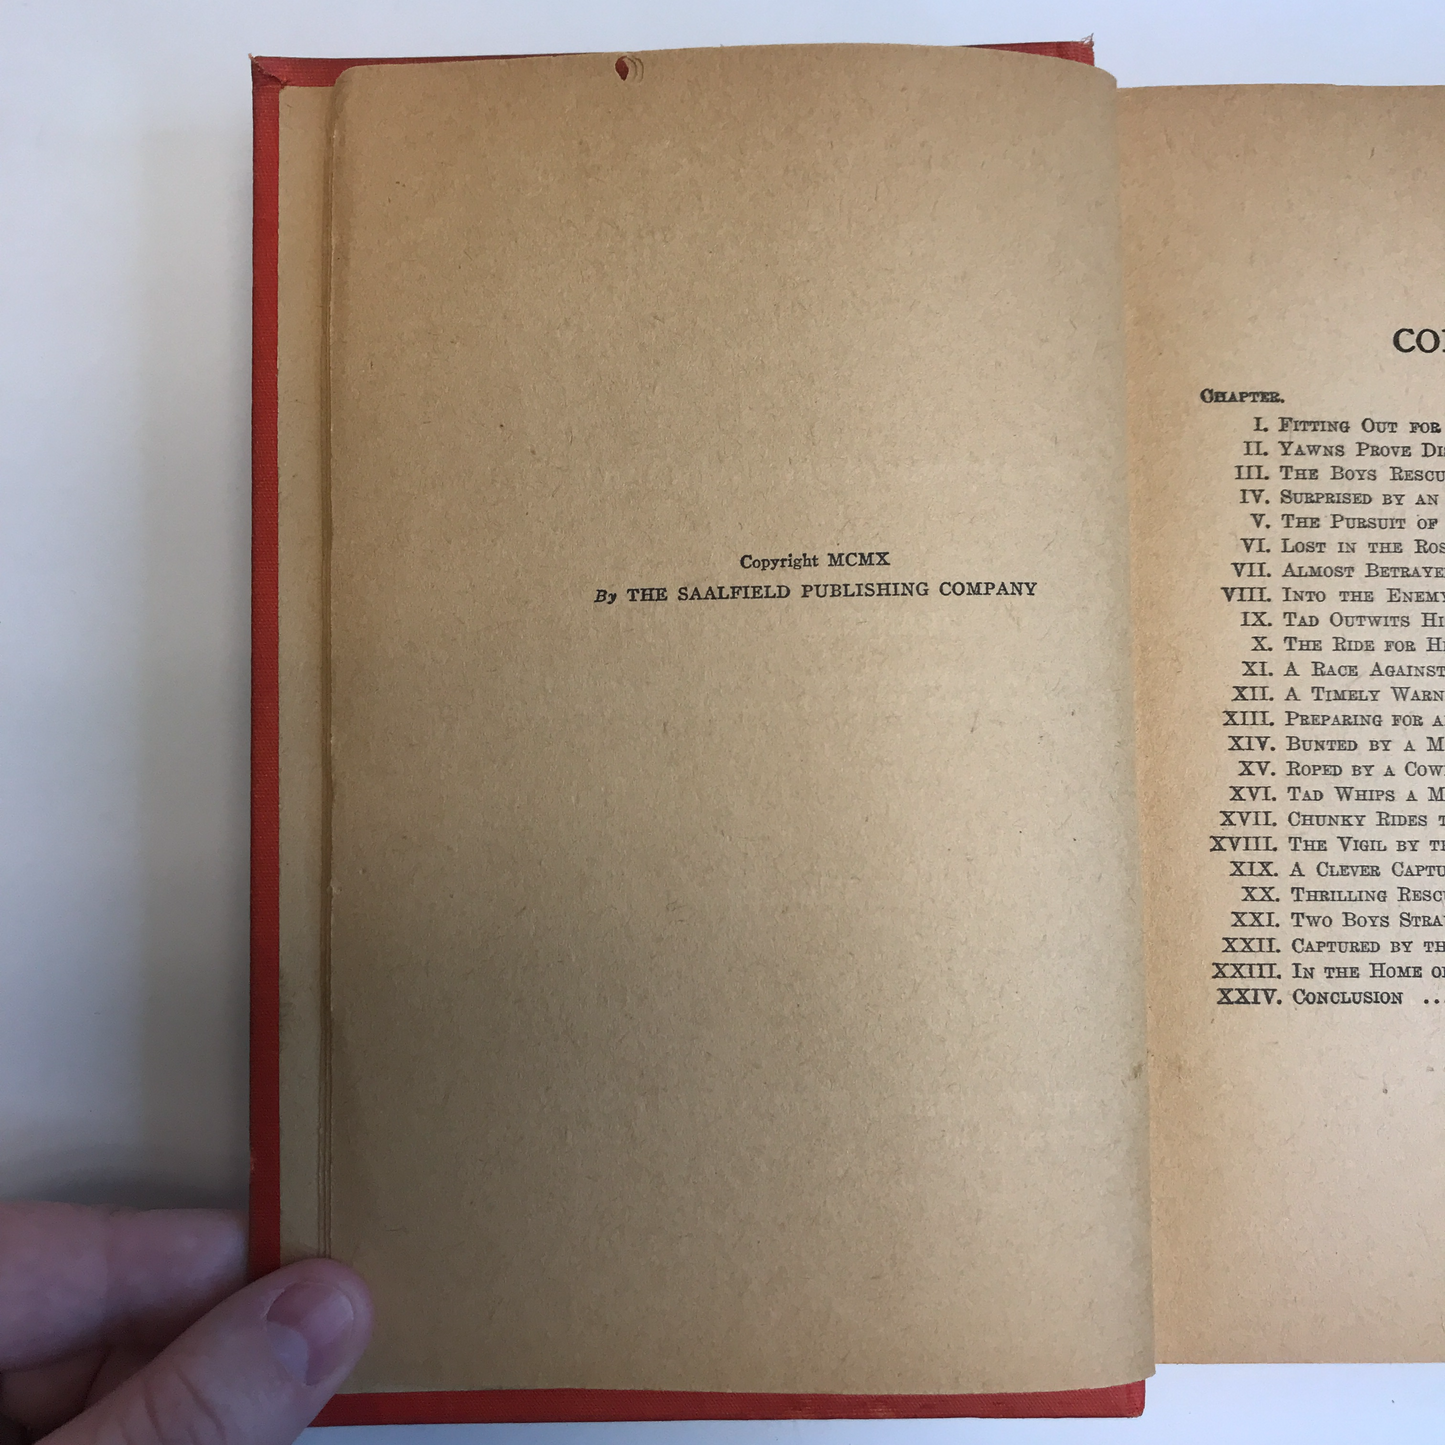 Copyright MCMX
By THE SAALFIELD PUBLISHING COMPANY
CHAPTER.
I. FITTING OUT FOR
II. YAWNS PROVE
III. THE BOYS
IV. SURPRISED BY AN
V. THE PURSUIT OF
VI. LOST IN THE
VII. ALMOST
VIII. INTO THE
IX. TAD OUTWITS
X. THE RIDE FOR
XI. A RACE AGAINST
XII. A TIMELY
XIII. PREPARING FOR
XIV. BUNTED BY A
XV. ROPED BY A
XVI. TAD WHIPS A
XVII. CHUNKY RIDES
XVIII. THE VIGIL BY
XIX. A CLEVER
XX. THRILLING
XXI. TWO BOYS
XXII. CAPTURED BY
XXIII. IN THE HOME
XXIV. CONCLUSION ..